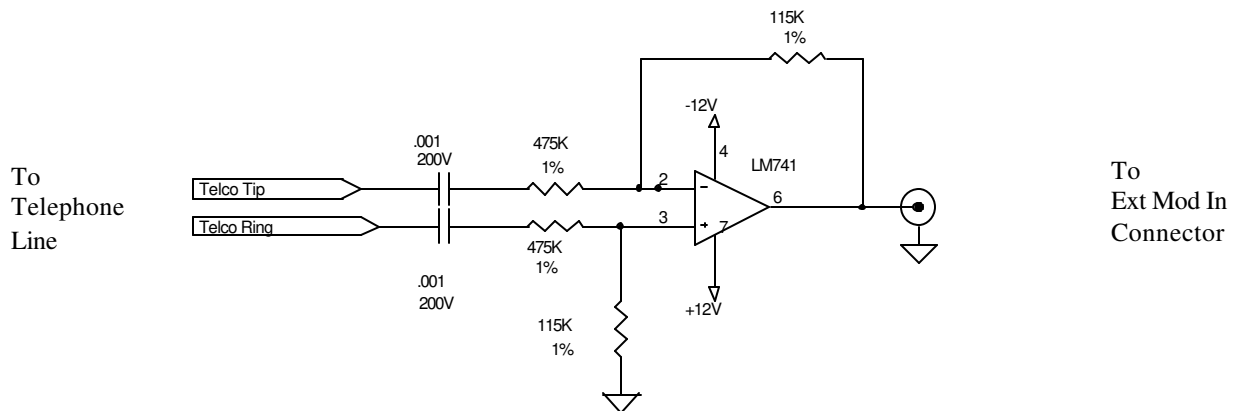 115K
1%
-12V
4
LM741
.001
200V
475K
1%
To
Telephone
Line
Telco Tip
2
-
6
To
Ext Mod In
Connector
Telco Ring
3
+
7
475K
1%
.001
200V
+12V
115K
1%